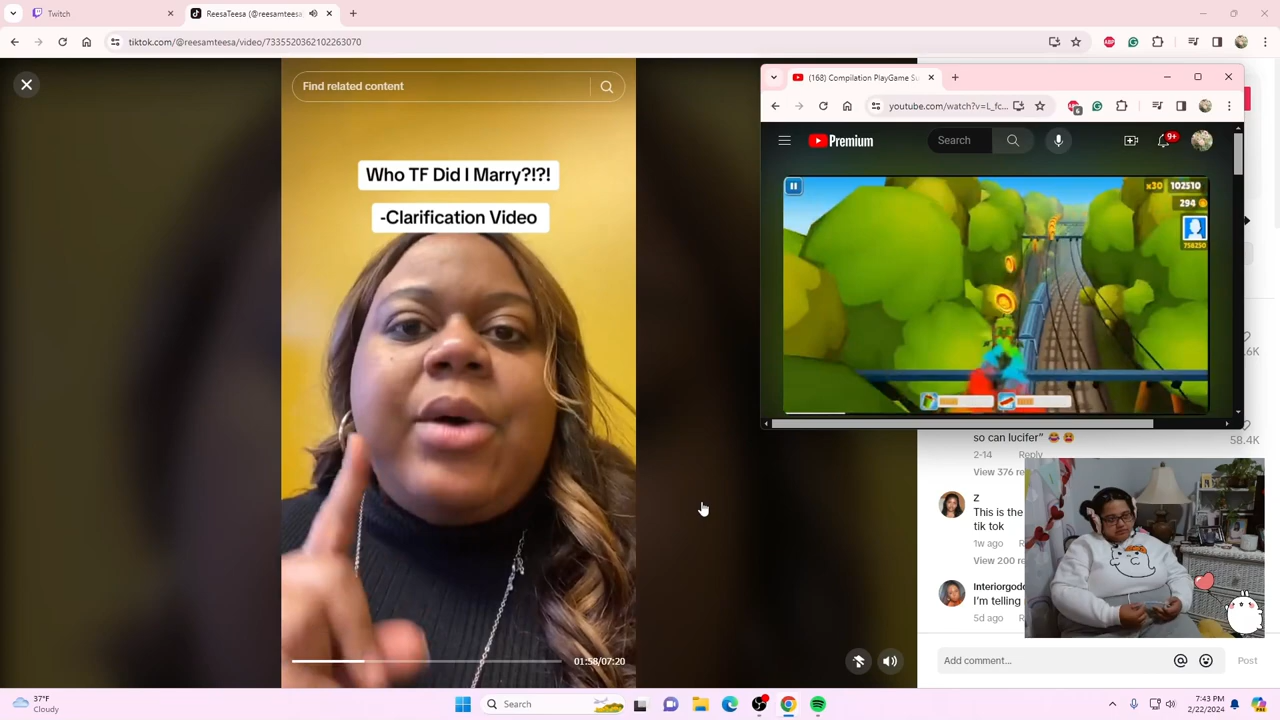 Twitch
ReesaTeesa (@reesamteesa
tiktok.com/@reesamteesa/video/7335520362102263070
Find related content
Who TF Did I Marry?!?!
-Clarification Video
01:58/07:20
(168) Compilation PlayGame Su
youtube.com/watch?v=L_fc...
6
Premium
Search
9+
x30 102510
294
758250
.6K
58.4K
so can lucifer" 😂 😫
2-14 Reply
View 376 re
Z
This is the
tik tok
1w ago
View 200 re
Interiorgod
I'm telling
5d ago
Add comment...
Post
37°F
Cloudy
Search
7:43 PM
2/22/2024